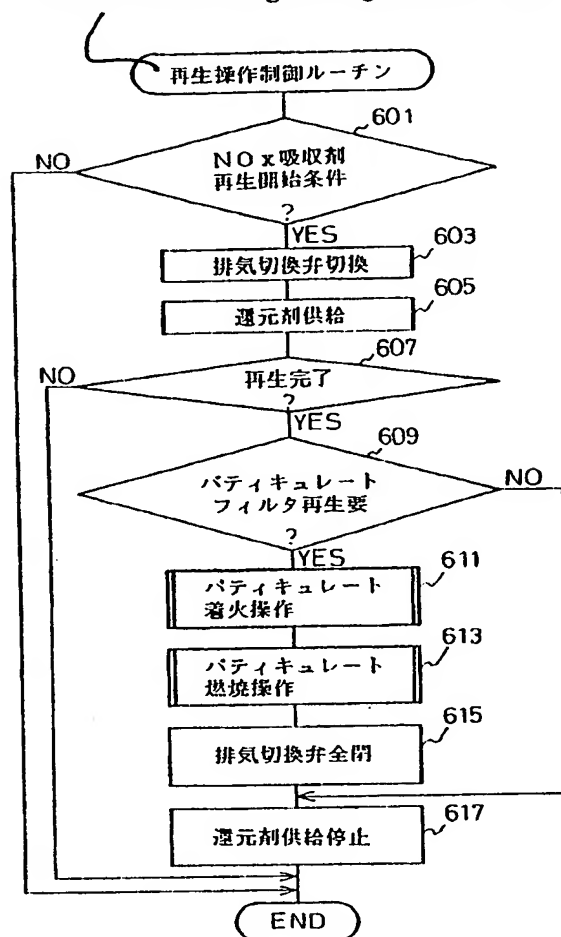 再生操作制御ルーチン
601
NO
NOx吸収剤
再生開始条件
?
YES
603
排気切換弁切換
605
還元剤供給
607
NO
再生完了
?
YES
609
パティキュレート
フィルタ再生要
NO
?
YES
611
パティキュレート
着火操作
613
パティキュレート
燃焼操作
615
排気切換弁全閉
617
還元剤供給停止
END